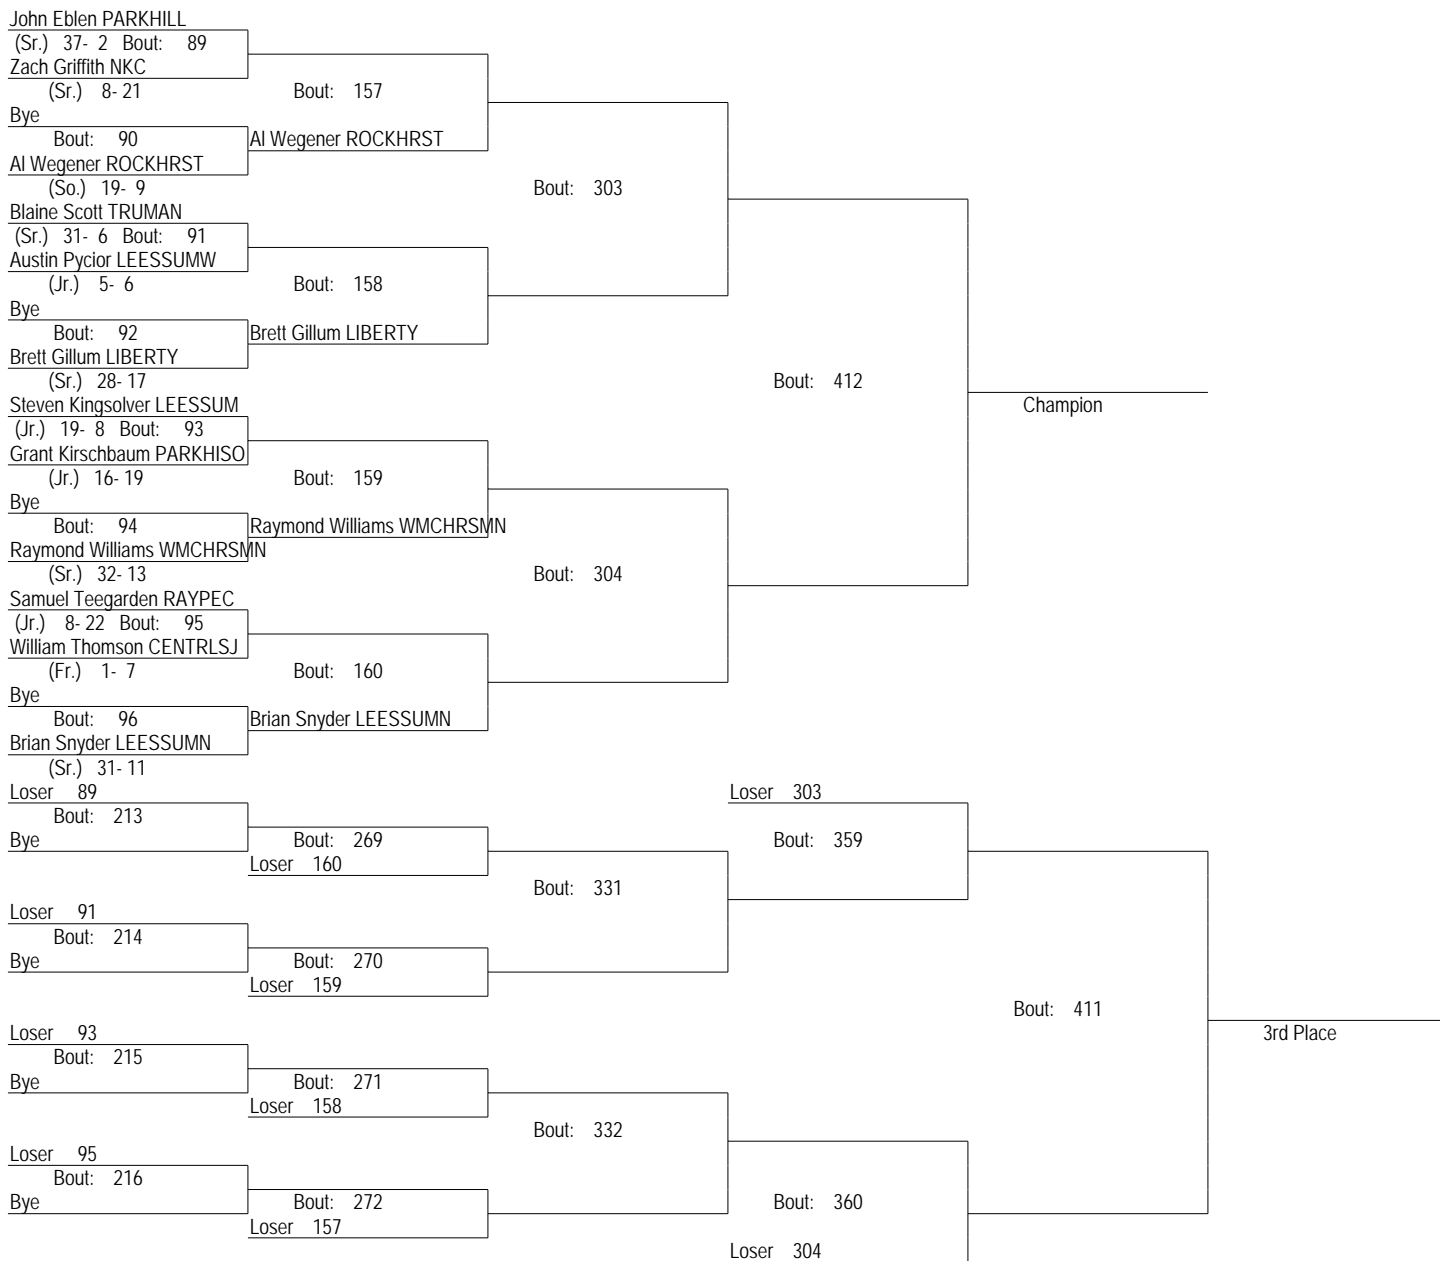 John Eblen PARKHILL
(Sr.) 37- 2 Bout: 89
Zach Griffith NKC
(Sr.) 8- 21 Bout: 157
Bye
Bout: 90 Al Wegener ROCKHRST
Al Wegener ROCKHRST
(So.) 19- 9 Bout: 303
Blaine Scott TRUMAN
(Sr.) 31- 6 Bout: 91
Austin Pycior LEESSUMW
(Jr.) 5- 6 Bout: 158
Bye
Bout: 92 Brett Gillum LIBERTY
Brett Gillum LIBERTY
(Sr.) 28- 17 Bout: 412
Steven Kingsolver LEESSUM Champion
(Jr.) 19- 8 Bout: 93
Grant Kirschbaum PARKHISO
(Jr.) 16- 19 Bout: 159
Bye
Bout: 94 Raymond Williams WMCHRSMN
Raymond Williams WMCHRSMN
(Sr.) 32- 13 Bout: 304
Samuel Teegarden RAYPEC
(Jr.) 8- 22 Bout: 95
William Thomson CENTRLSJ
(Fr.) 1- 7 Bout: 160
Bye
Bout: 96 Brian Snyder LEESSUMN
Brian Snyder LEESSUMN
(Sr.) 31- 11
Loser 89 Loser 303
Bout: 213
Bye Bout: 269 Bout: 359
Loser 160
Bout: 331
Loser 91
Bout: 214
Bye Bout: 270
Loser 159
Bout: 411
Loser 93 3rd Place
Bout: 215
Bye Bout: 271
Loser 158
Bout: 332
Loser 95
Bout: 216
Bye Bout: 272 Bout: 360
Loser 157
Loser 304